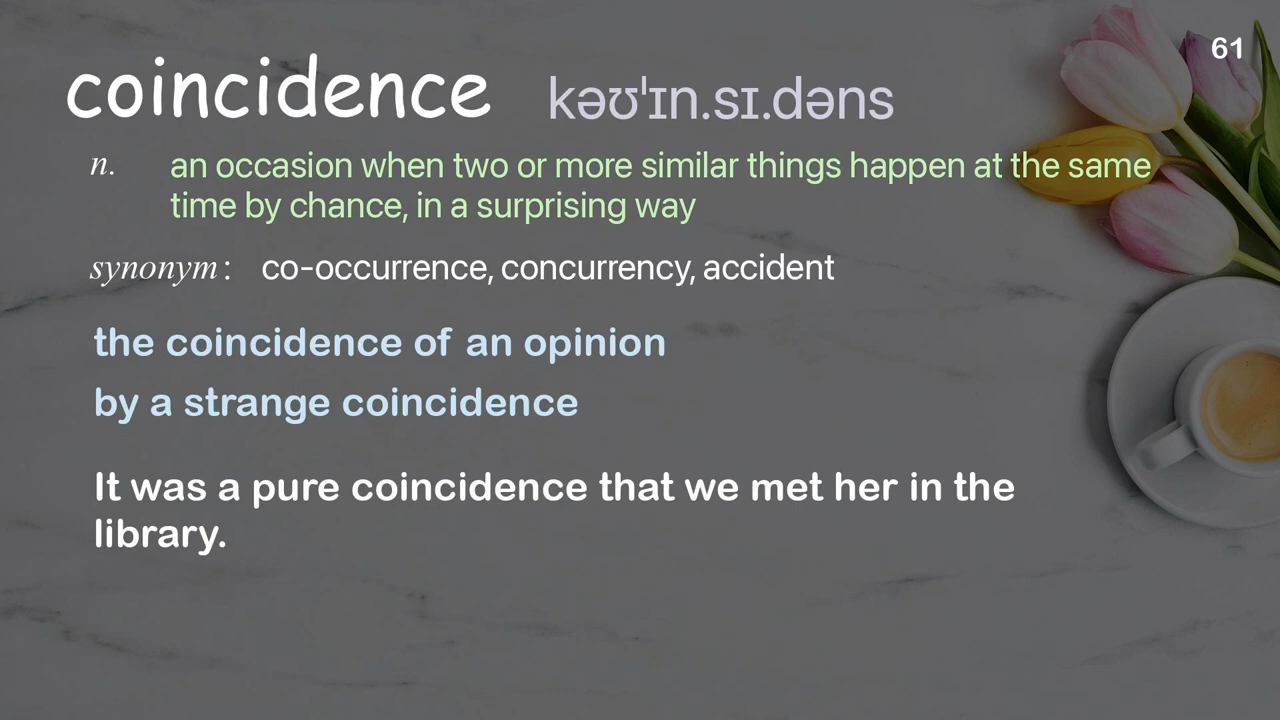 61
coincidence kəʊˈɪn.sɪ.dəns
n. an occasion when two or more similar things happen at the same
time by chance, in a surprising way
synonym: co-occurrence, concurrency, accident
the coincidence of an opinion
by a strange coincidence
It was a pure coincidence that we met her in the
library.